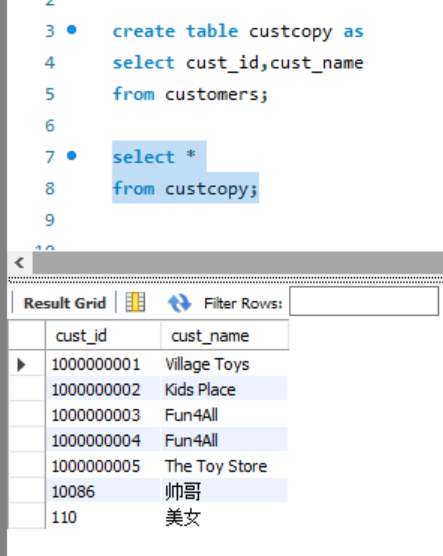 3 create table custcopy as
4 select cust_id,cust_name
5 from customers;
6
7 select *
8 from custcopy;
9
Result Grid Filter Rows:
cust_id cust_name
1000000001 Village Toys
1000000002 Kids Place
1000000003 Fun4All
1000000004 Fun4All
1000000005 The Toy Store
10086 帅哥
110 美女